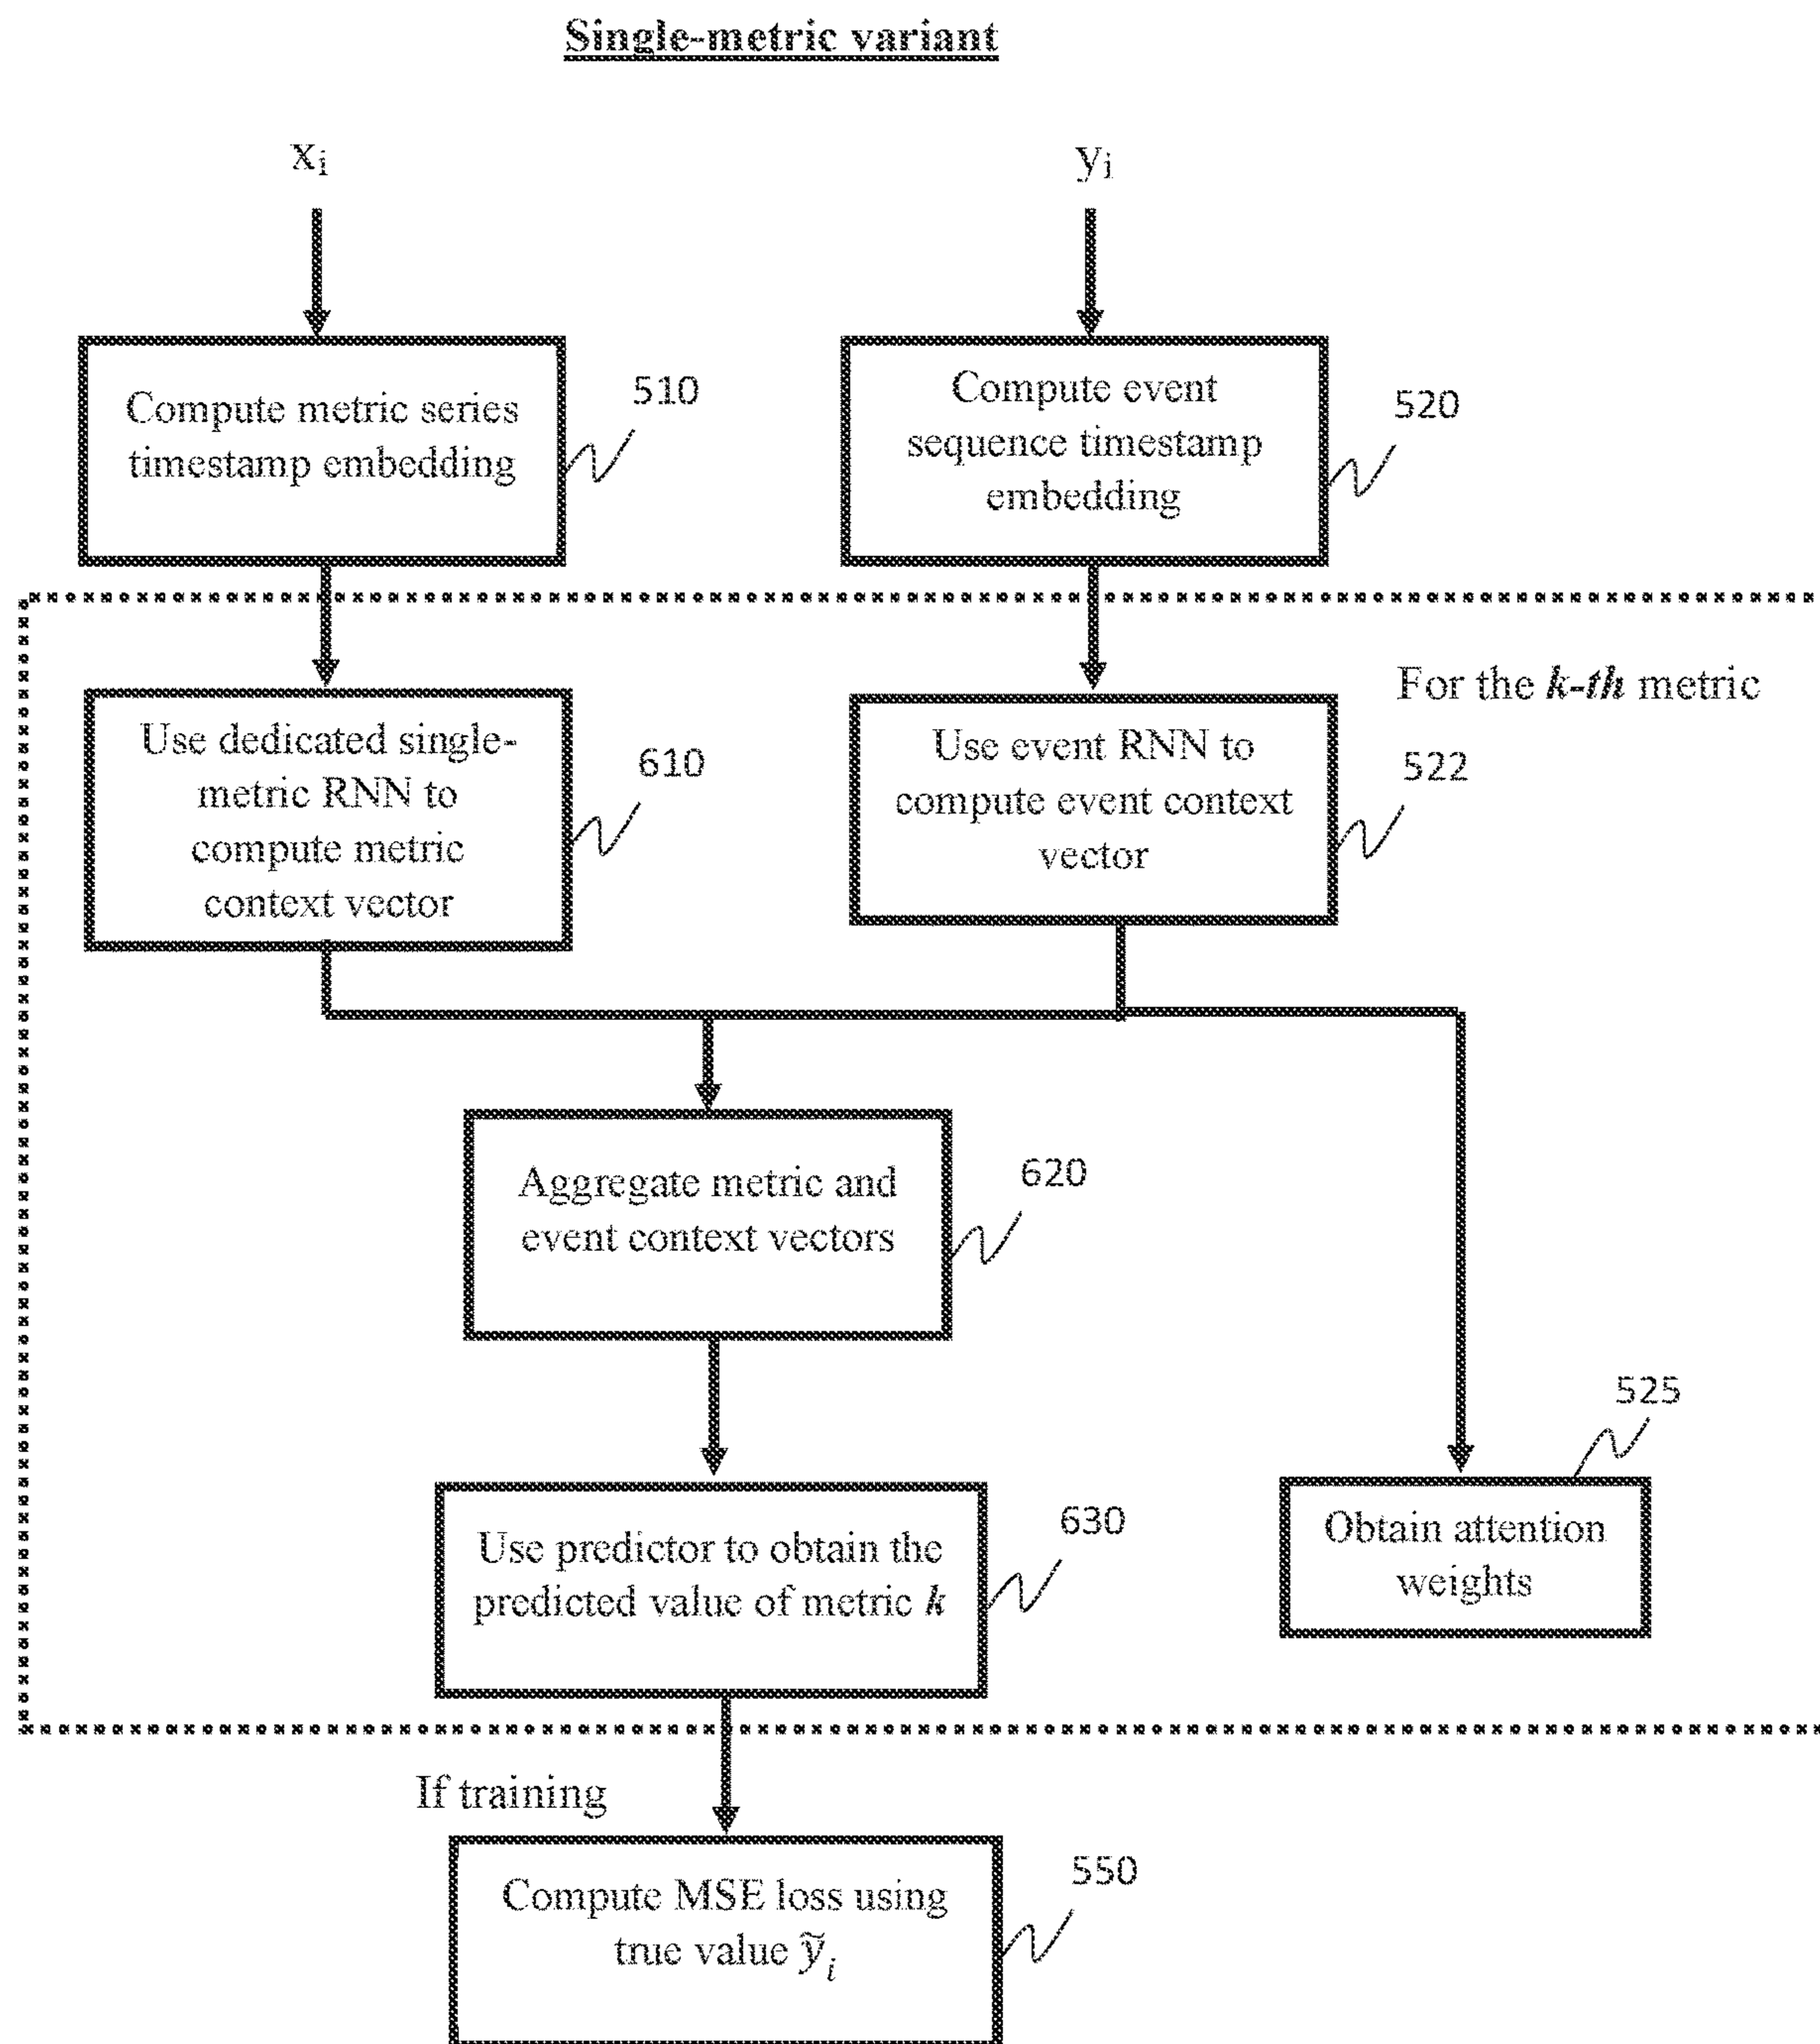 Single-metric variant
xᵢ
yᵢ
Compute metric series
timestamp embedding
510
Compute event
sequence timestamp
embedding
520
For the k-th metric
Use dedicated single-
metric RNN to
compute metric
context vector
610
Use event RNN to
compute event context
vector
522
Aggregate metric and
event context vectors
620
525
Use predictor to obtain the
predicted value of metric k
630
Obtain attention
weights
If training
Compute MSE loss using
true value ỹᵢ
550